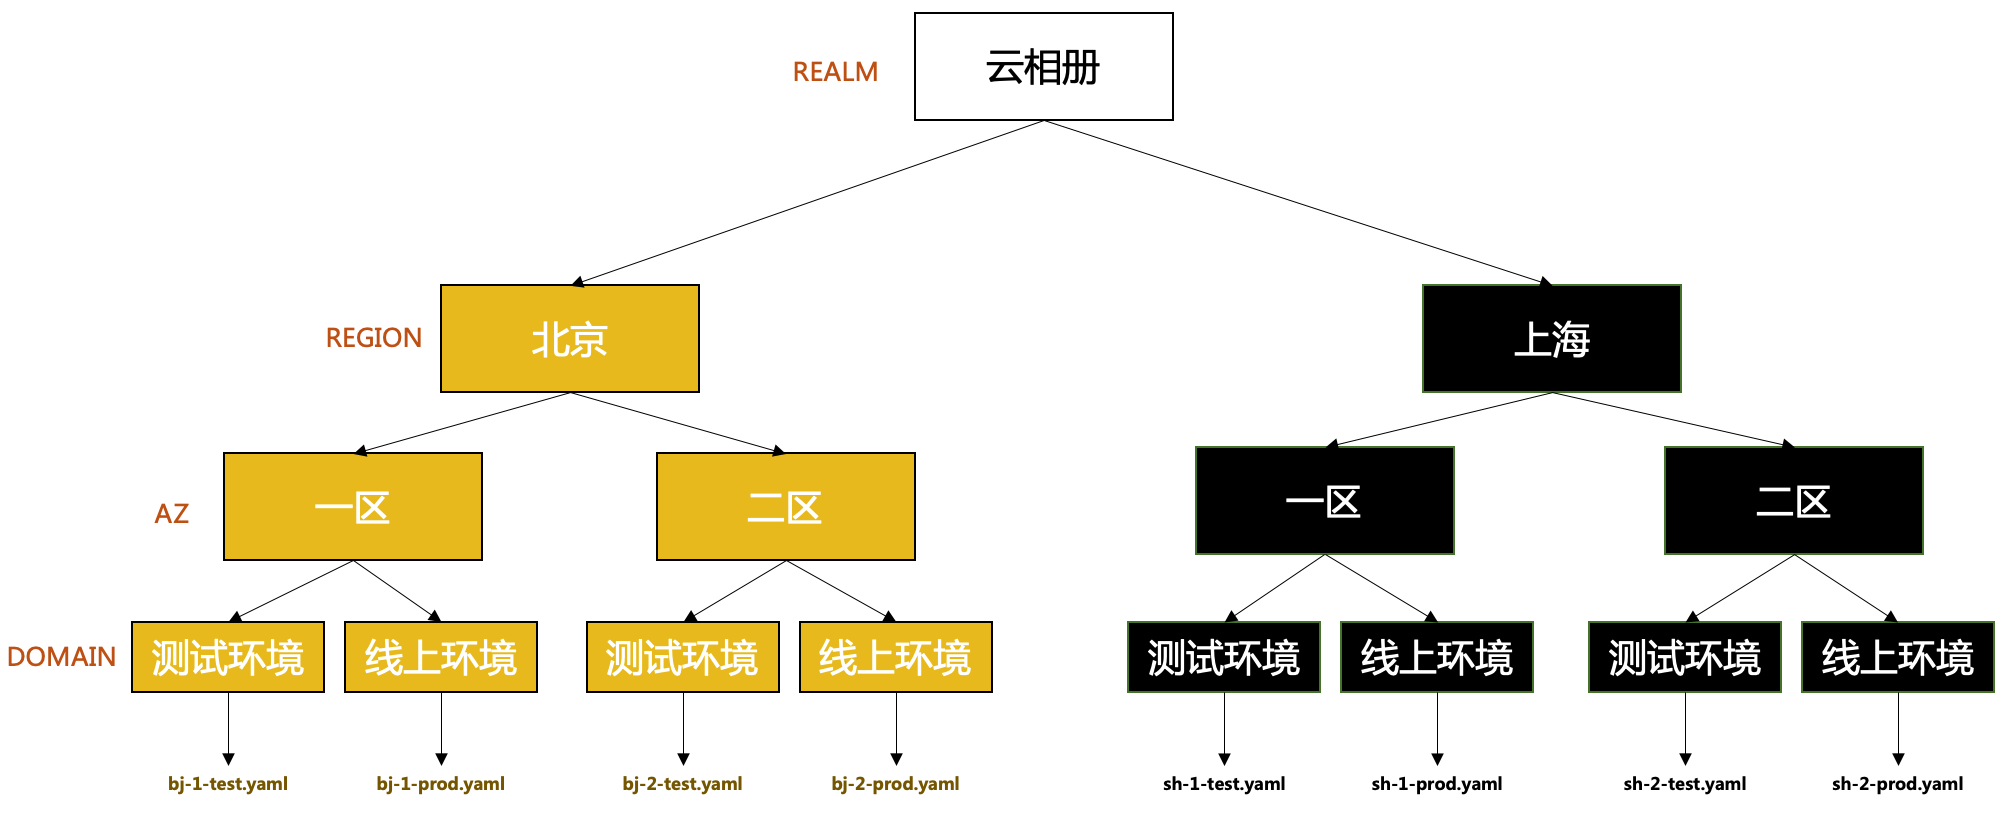 REALM
云相册
REGION
北京
上海
AZ
一区
二区
一区
二区
DOMAIN
测试环境
线上环境
测试环境
线上环境
测试环境
线上环境
测试环境
线上环境
bj-1-test.yaml
bj-1-prod.yaml
bj-2-test.yaml
bj-2-prod.yaml
sh-1-test.yaml
sh-1-prod.yaml
sh-2-test.yaml
sh-2-prod.yaml